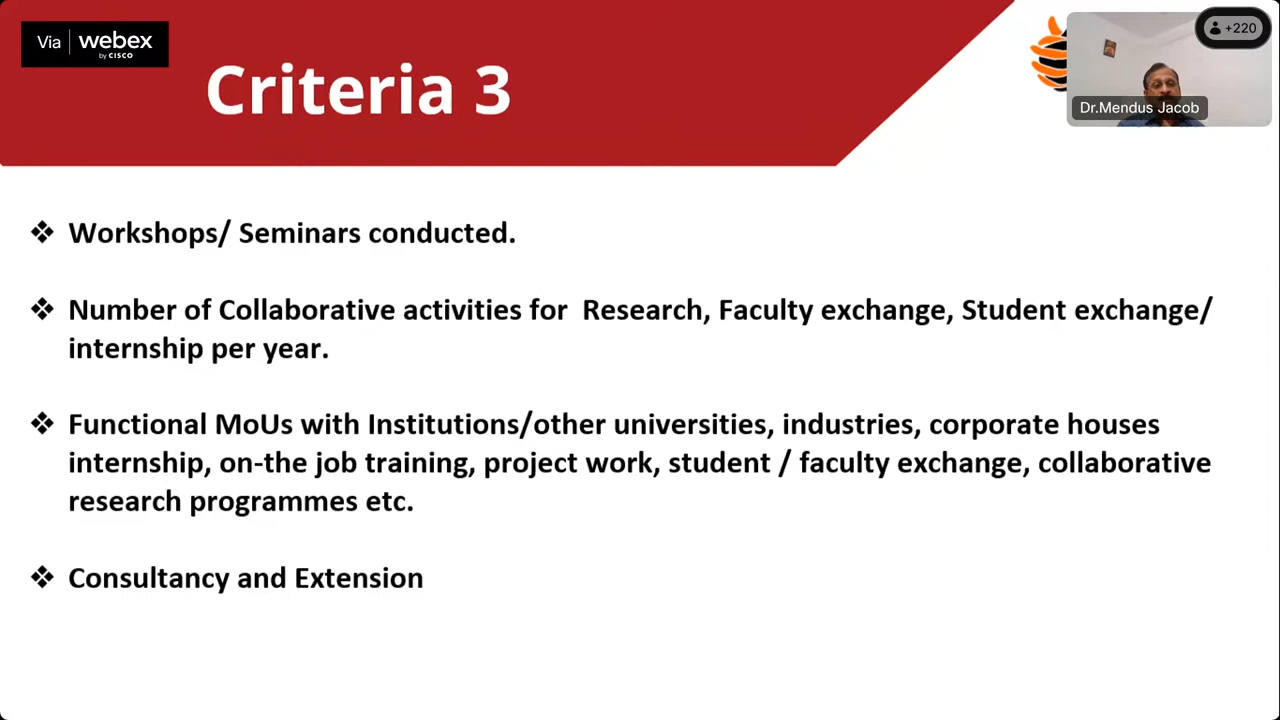 Via webex
by CISCO
+220
Criteria 3
Dr.Mendus Jacob
❖ Workshops/ Seminars conducted.
❖ Number of Collaborative activities for Research, Faculty exchange, Student exchange/
internship per year.
❖ Functional MoUs with Institutions/other universities, industries, corporate houses
internship, on-the job training, project work, student / faculty exchange, collaborative
research programmes etc.
❖ Consultancy and Extension